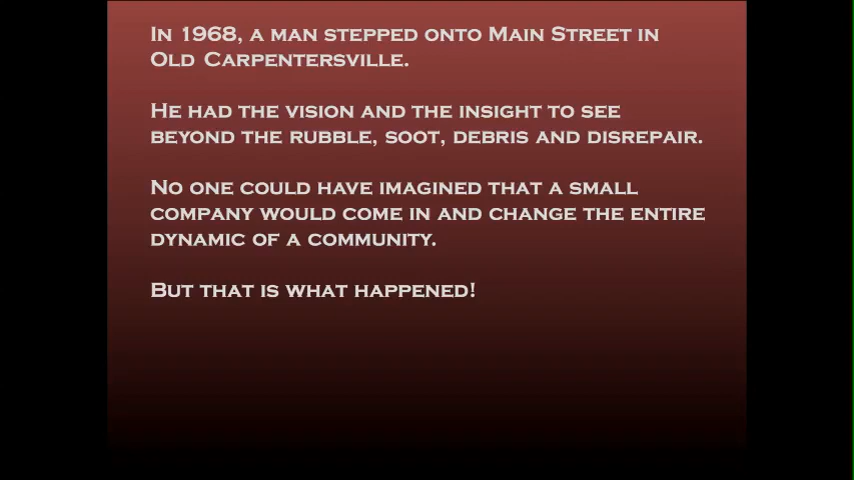 In 1968, a man stepped onto Main Street in
Old Carpentersville.
He had the vision and the insight to see
beyond the rubble, soot, debris and disrepair.
No one could have imagined that a small
company would come in and change the entire
dynamic of a community.
But that is what happened!